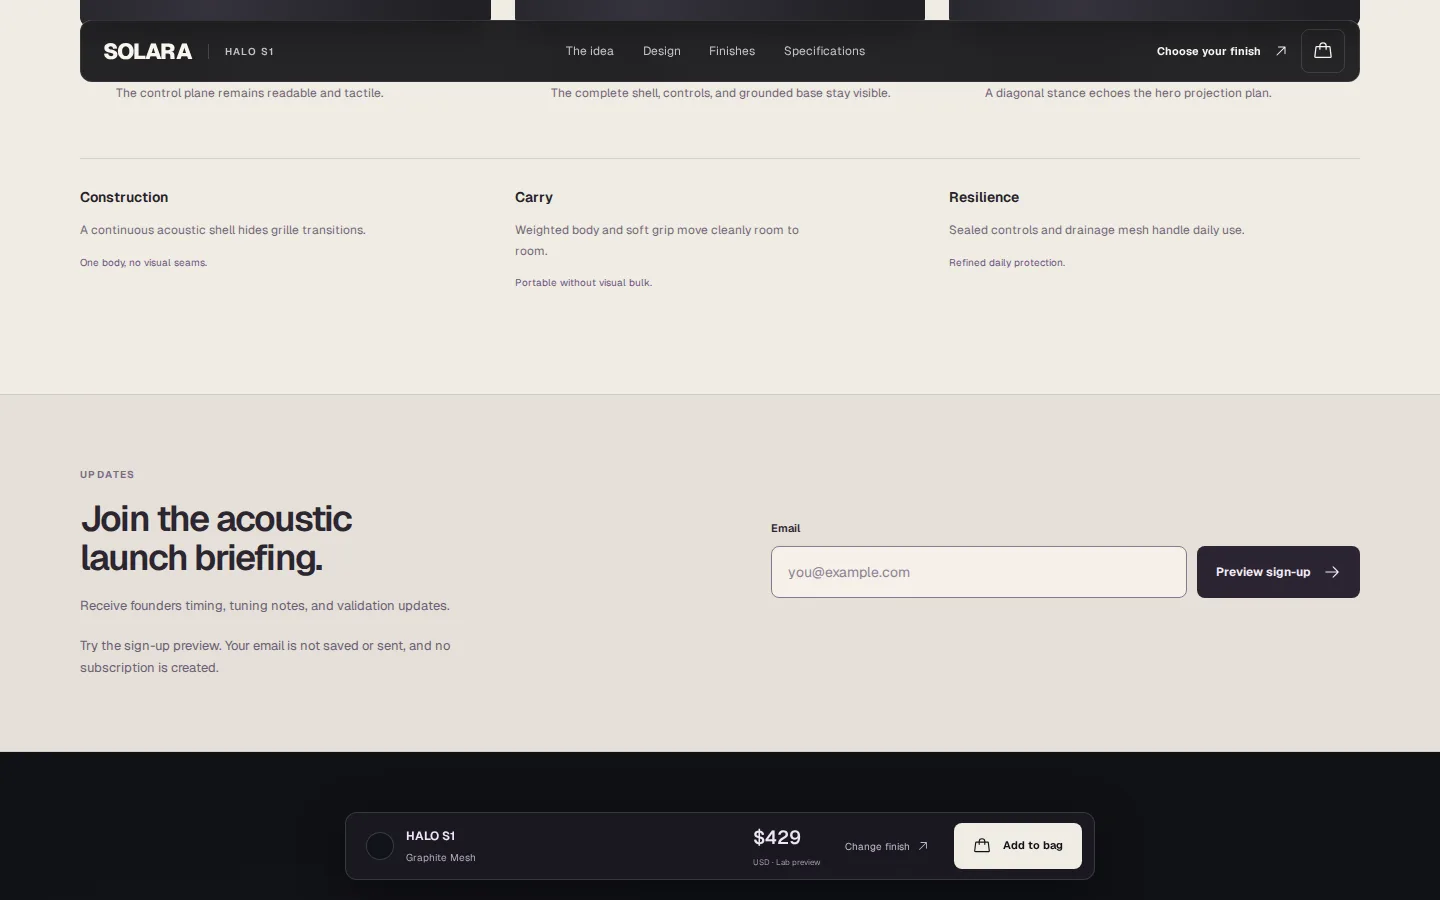 SOLARA
HALO S1
The idea
Design
Finishes
Specifications
Choose your finish
The control plane remains readable and tactile.
The complete shell, controls, and grounded base stay visible.
A diagonal stance echoes the hero projection plan.
Construction
A continuous acoustic shell hides grille transitions.
One body, no visual seams.
Carry
Weighted body and soft grip move cleanly room to
room.
Portable without visual bulk.
Resilience
Sealed controls and drainage mesh handle daily use.
Refined daily protection.
UPDATES
Join the acoustic
launch briefing.
Receive founders timing, tuning notes, and validation updates.
Try the sign-up preview. Your email is not saved or sent, and no
subscription is created.
Email
you@example.com
Preview sign-up
HALO S1
Graphite Mesh
$429
USD · Lab preview
Change finish
Add to bag